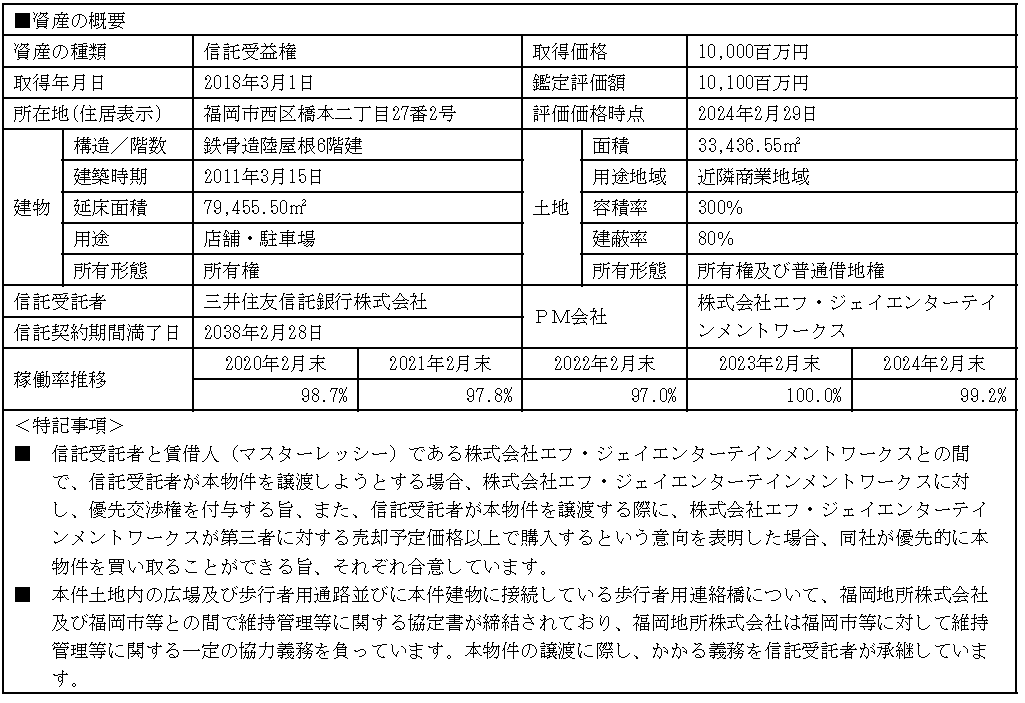 ■資産の概要
資産の種類 信託受益権 取得価格 10,000百万円
取得年月日 2018年3月1日 鑑定評価額 10,100百万円
所在地(住居表示) 福岡市西区橋本二丁目27番2号 評価価格時点 2024年2月29日
建物 構造／階数 鉄骨造陸屋根6階建 土地 面積 33,436.55㎡
建築時期 2011年3月15日 用途地域 近隣商業地域
延床面積 79,455.50㎡ 容積率 300%
用途 店舗・駐車場 建蔽率 80%
所有形態 所有権 所有形態 所有権及び普通借地権
信託受託者 三井住友信託銀行株式会社 ＰＭ会社 株式会社エフ・ジェイエンターテイ
ンメントワークス
信託契約期間満了日 2038年2月28日
稼働率推移 2020年2月末 2021年2月末 2022年2月末 2023年2月末 2024年2月末
98.7% 97.8% 97.0% 100.0% 99.2%
＜特記事項＞
■ 信託受託者と賃借人（マスターレッシー）である株式会社エフ・ジェイエンターテインメントワークスとの間
で、信託受託者が本物件を譲渡しようとする場合、株式会社エフ・ジェイエンターテインメントワークスに対
し、優先交渉権を付与する旨、また、信託受託者が本物件を譲渡する際に、株式会社エフ・ジェイエンターテイ
ンメントワークスが第三者に対する売却予定価格以上で購入するという意向を表明した場合、同社が優先的に本
物件を買い取ることができる旨、それぞれ合意しています。
■ 本件土地内の広場及び歩行者用通路並びに本件建物に接続している歩行者用連絡橋について、福岡地所株式会社
及び福岡市等との間で維持管理等に関する協定書が締結されており、福岡地所株式会社は福岡市等に対して維持
管理等に関する一定の協力義務を負っています。本物件の譲渡に際し、かかる義務を信託受託者が承継していま
す。